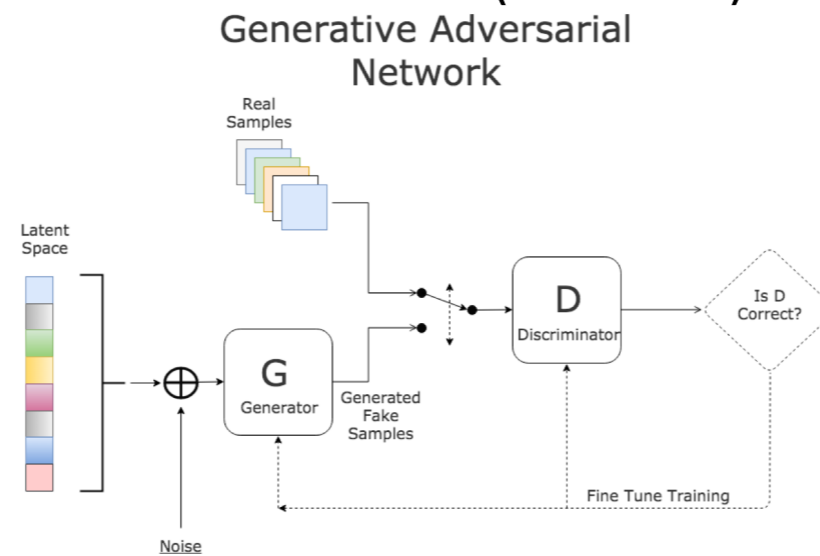 Generative Adversarial
Network
Real
Samples
Latent
Space
Is D
Correct?
D
Discriminator
G
Generator
Generated
Fake
Samples
Fine Tune Training
Noise